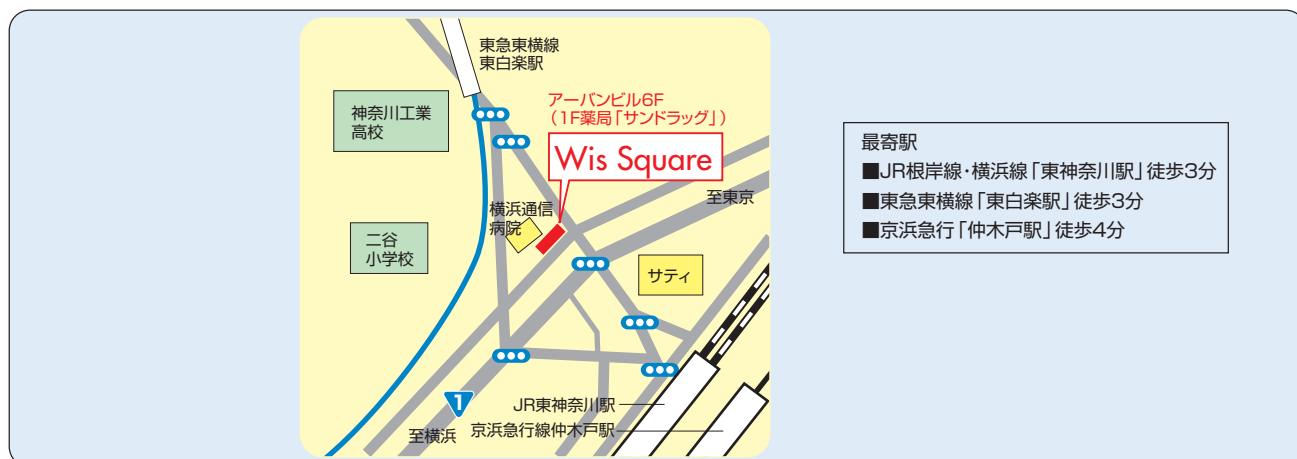 東急東横線
東白楽駅
アーバンビル6F
（1F薬局「サンドラッグ」）
神奈川工業
高校
Wis Square
至東京
横浜通信
病院
二谷
小学校
サティ
1
JR東神奈川駅
至横浜
京浜急行線仲木戸駅
最寄駅
■JR根岸線・横浜線「東神奈川駅」徒歩3分
■東急東横線「東白楽駅」徒歩3分
■京浜急行「仲木戸駅」徒歩4分